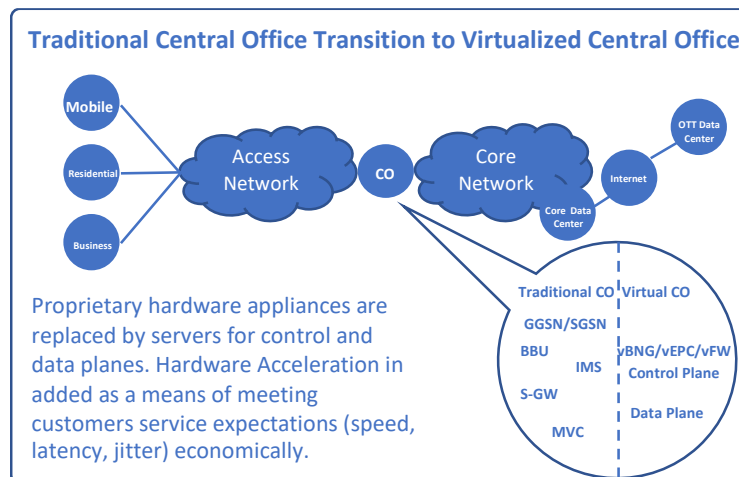 Traditional Central Office Transition to Virtualized Central Office
Mobile
Residential
Business
Access
Network
CO
Core
Network
Core Data
Center
Internet
OTT Data
Center
Proprietary hardware appliances are
replaced by servers for control and
data planes. Hardware Acceleration in
added as a means of meeting
customers service expectations (speed,
latency, jitter) economically.
Traditional CO
GGSN/SGSN
BBU
IMS
S-GW
MVC
Virtual CO
vBNG/vEPC/vFW
Control Plane
Data Plane